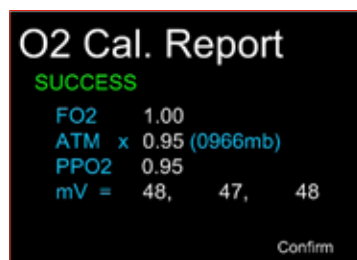 O2 Cal. Report
SUCCESS
FO2 1.00
ATM x 0.95 (0966mb)
PPO2 0.95
mV = 48, 47, 48
Confirm